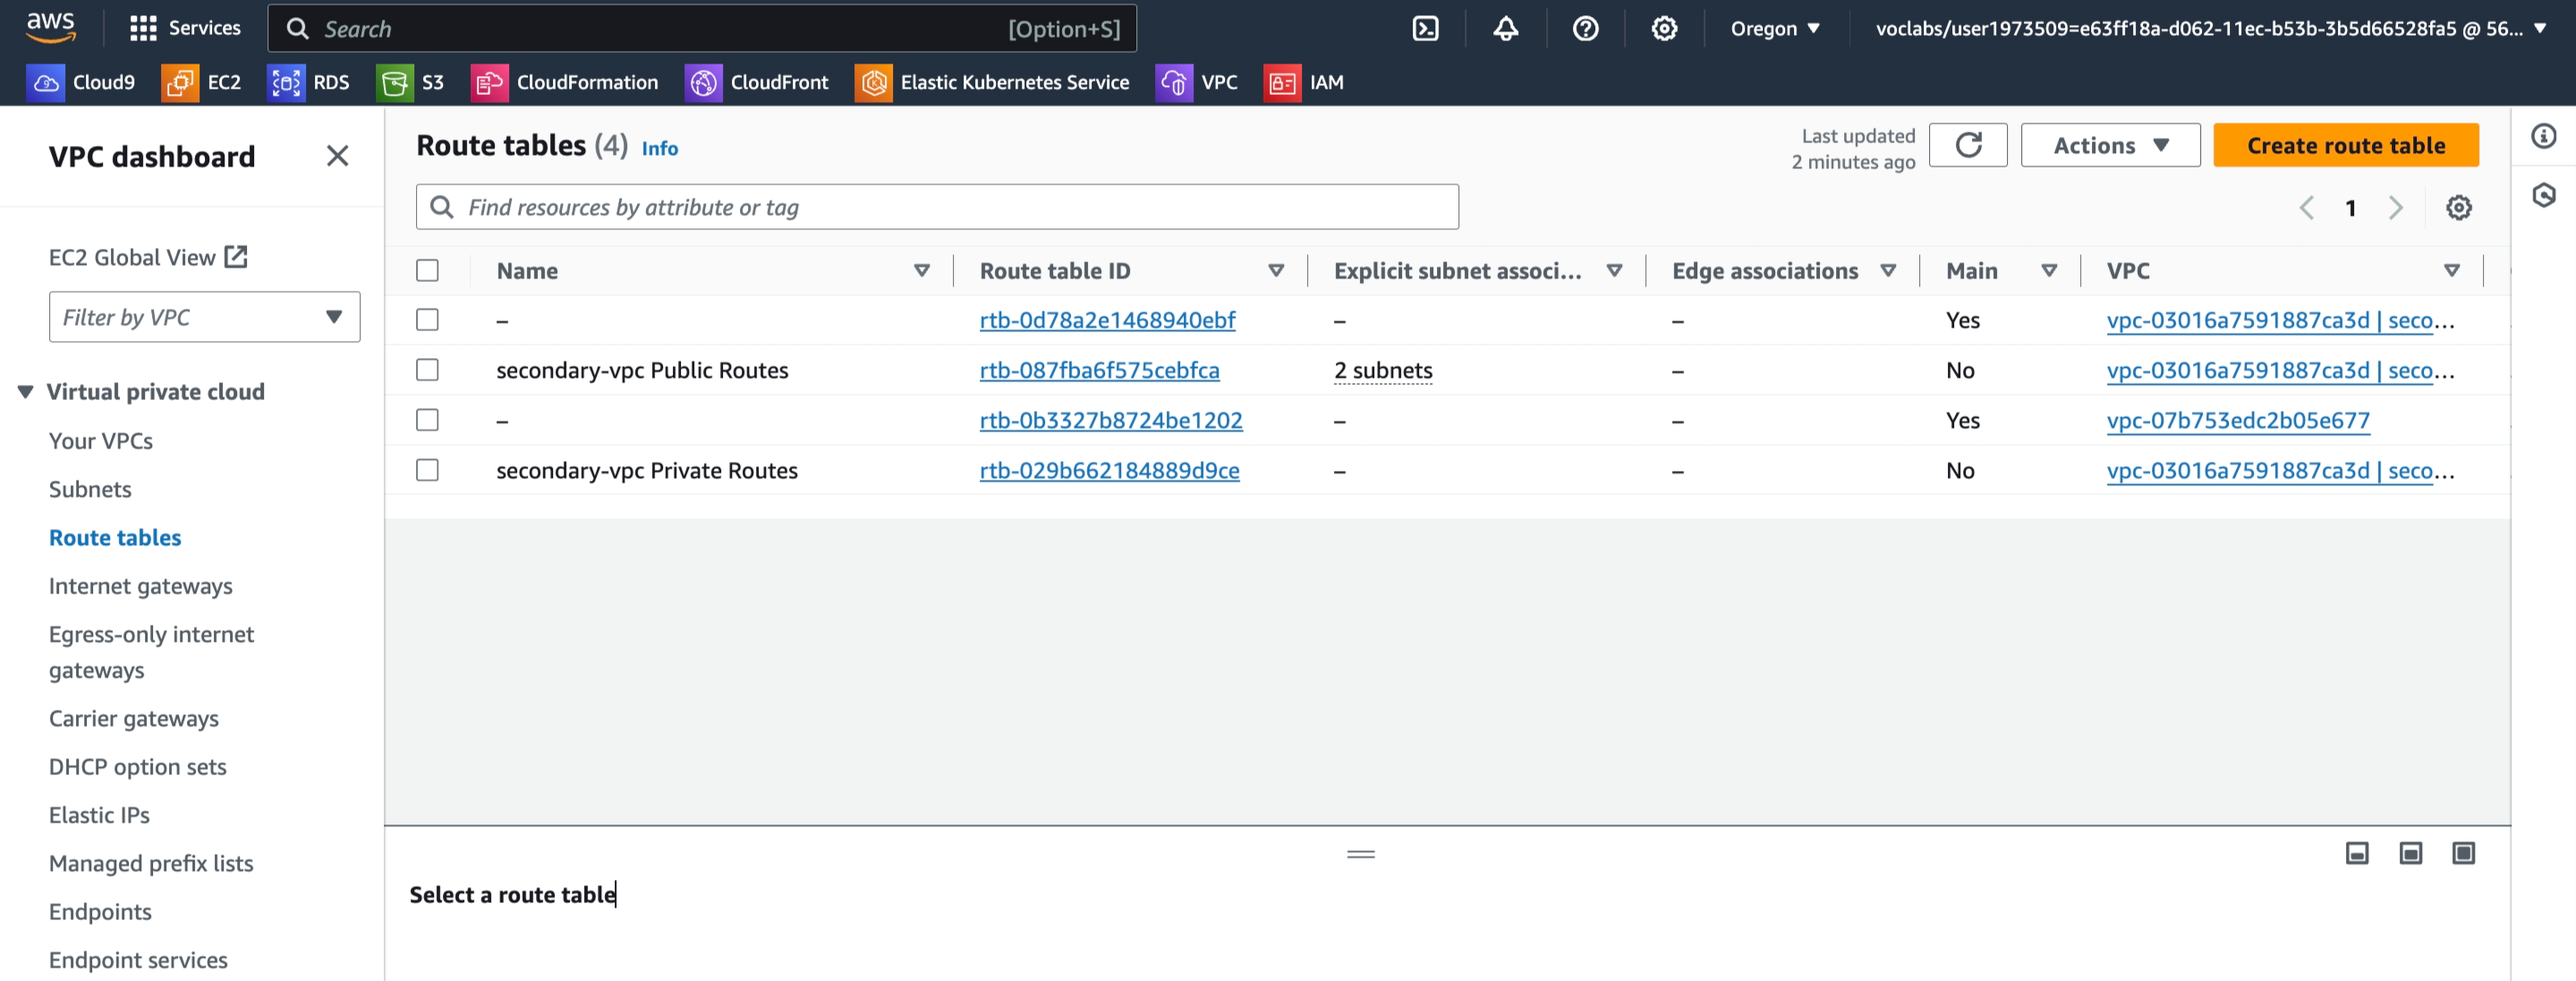 aws
Services
Search
[Option+S]
Oregon
voclabs/user1973509=e63ff18a-d062-11ec-b53b-3b5d66528fa5 @ 56...
Cloud9
EC2
RDS
S3
CloudFormation
CloudFront
Elastic Kubernetes Service
VPC
IAM
VPC dashboard
EC2 Global View
Filter by VPC
Virtual private cloud
Your VPCs
Subnets
Route tables
Internet gateways
Egress-only internet
gateways
Carrier gateways
DHCP option sets
Elastic IPs
Managed prefix lists
Endpoints
Endpoint services
Route tables (4) Info
Last updated
2 minutes ago
Actions
Create route table
Find resources by attribute or tag
1
Name Route table ID Explicit subnet associ... Edge associations Main VPC
– rtb-0d78a2e1468940ebf – – Yes vpc-03016a7591887ca3d | seco...
secondary-vpc Public Routes rtb-087fba6f575cebfca 2 subnets – No vpc-03016a7591887ca3d | seco...
– rtb-0b3327b8724be1202 – – Yes vpc-07b753edc2b05e677
secondary-vpc Private Routes rtb-029b662184889d9ce – – No vpc-03016a7591887ca3d | seco...
Select a route table